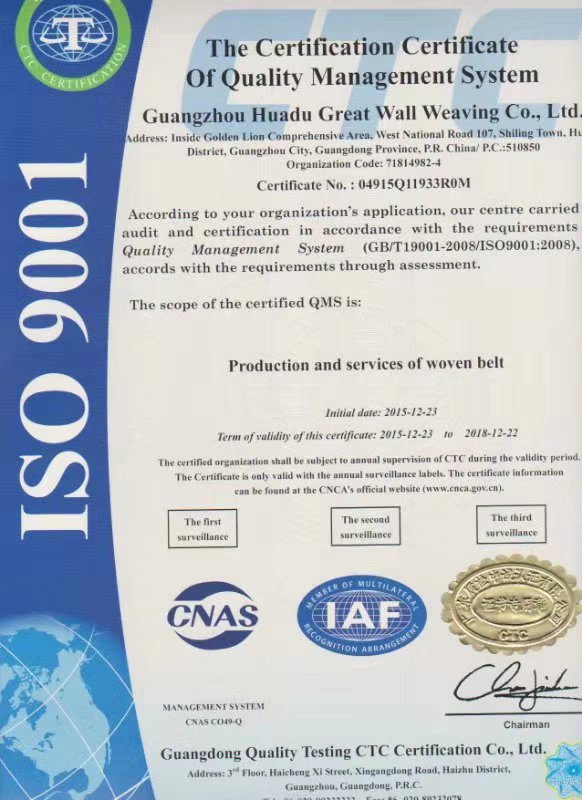 CTC
CTC CERTIFICATION
The Certification Certificate
Of Quality Management System
Guangzhou Huadu Great Wall Weaving Co., Ltd.
Address: Inside Golden Lion Comprehensive Area, West National Road 107, Shiling Town, Hu
District, Guangzhou City, Guangdong Province, P.R. China/ P.C.:510850
Organization Code: 71814982-4
Certificate No. : 04915Q11933R0M
According to your organization's application, our centre carried
audit and certification in accordance with the requirements
Quality Management System (GB/T19001-2008/ISO9001:2008),
accords with the requirements through assessment.
The scope of the certified QMS is:
ISO 9001
Production and services of woven belt
Initial date: 2015-12-23
Term of validity of this certificate: 2015-12-23 to 2018-12-22
The certified organization shall be subject to annual supervision of CTC during the validity period.
The Certificate is only valid with the annual surveillance labels. The certificate information
can be found at the CNCA's official website (www.cnca.gov.cn).
The first
surveillance
The second
surveillance
The third
surveillance
CNAS
MEMBER OF MULTILATERAL
IAF
RECOGNITION ARRANGEMENT
CTC
MANAGEMENT SYSTEM
CNAS CO49-Q
Chairman
Guangdong Quality Testing CTC Certification Co., Ltd.
Address: 3rd Floor, Haicheng Xi Street, Xingangdong Road, Haizhu District,
Guangzhou, Guangdong, P.R.C.